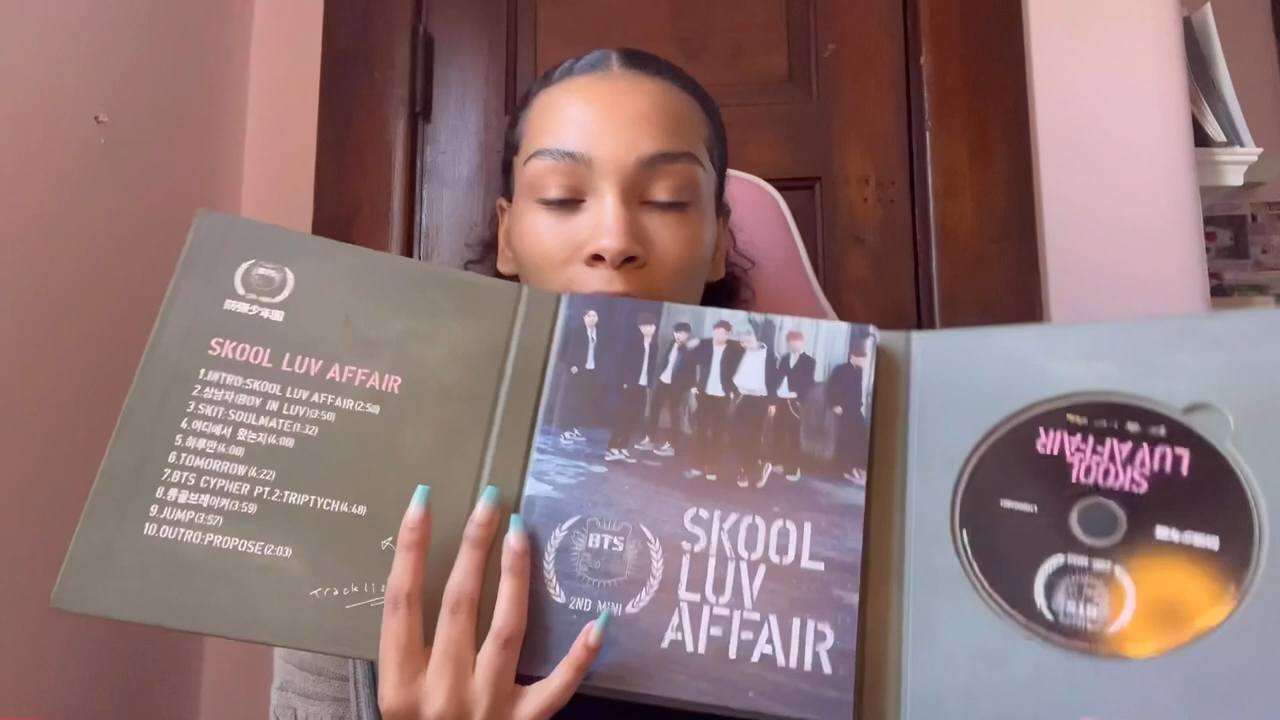 防彈少年團
SKOOL LUV AFFAIR
1.INTRO:SKOOL LUV AFFAIR
2.상남자(BOY IN LUV)(3:50)
3.SKIT:SOULMATE(1:32)
4.어디에서 왔는지(4:00)
5.하루만(4:00)
6.TOMORROW(4:22)
7.BTS CYPHER PT.2:TRIPTYCH(4:48)
8.등골브레이커(3:59)
9.JUMP(3:57)
10.OUTRO:PROPOSE(2:03)
BTS
2ND MINI
SKOOL
LUV
AFFAIR
SKOOL
LUV AFFAIR